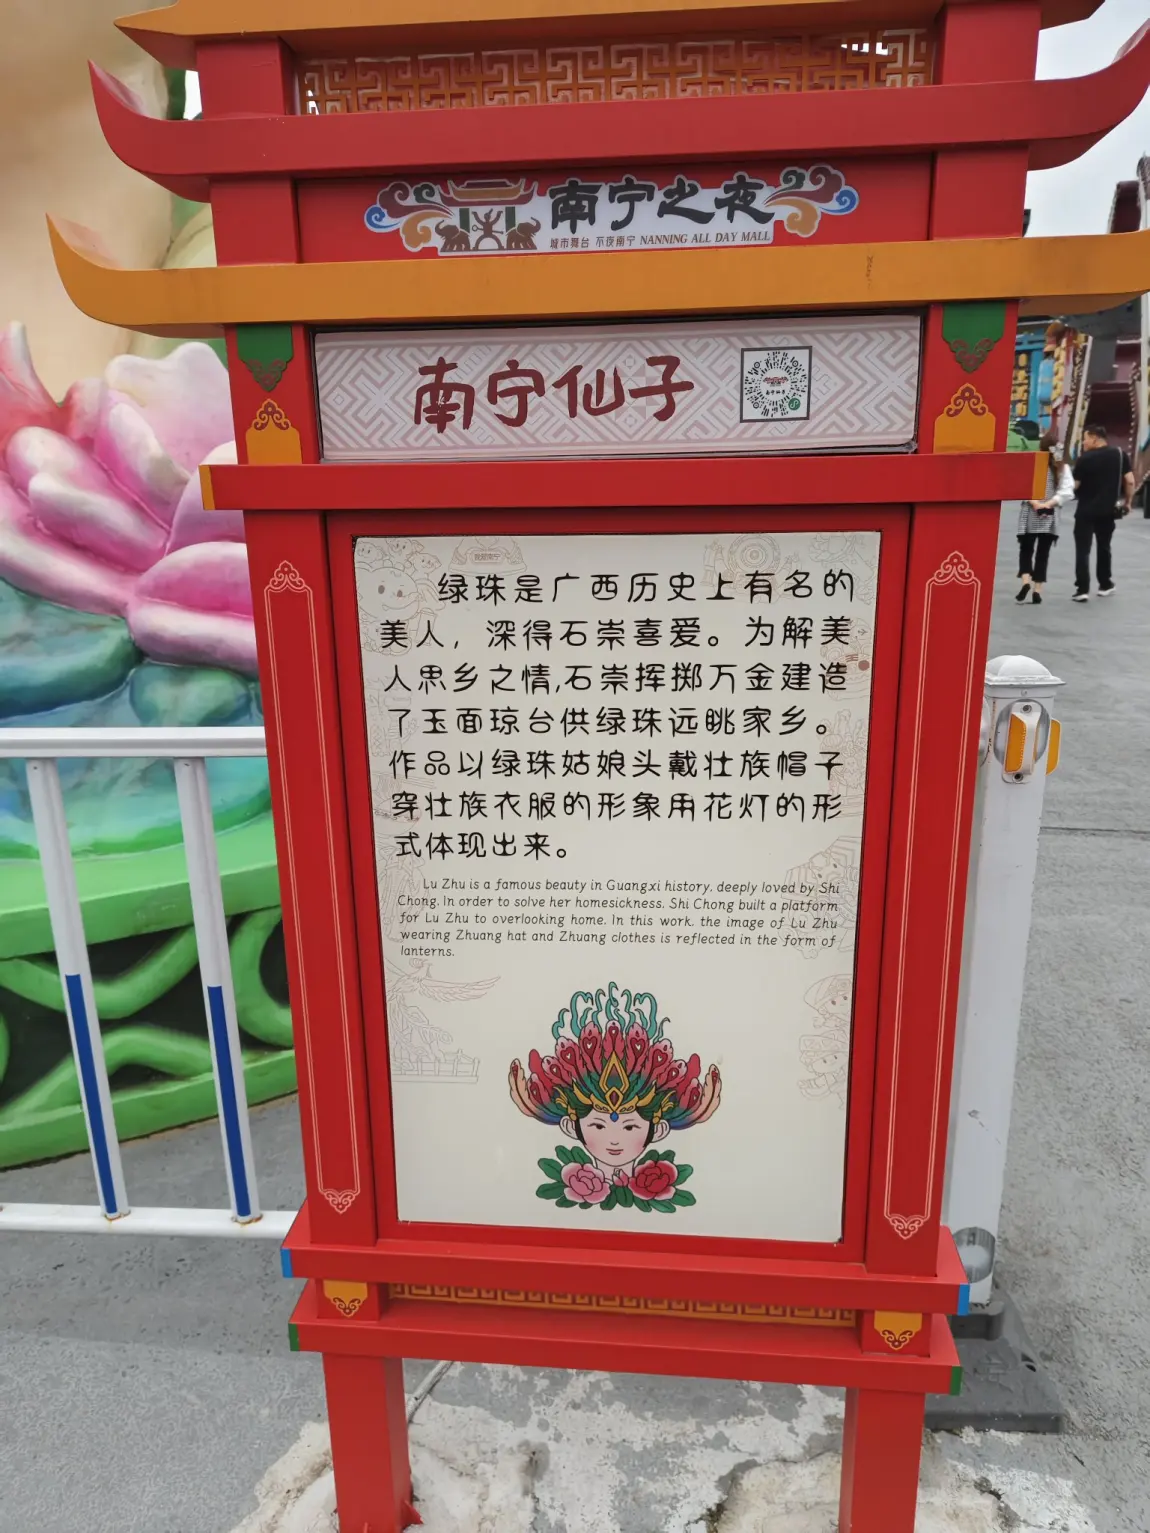 南宁之夜
城市舞台 不夜南宁 NANNING ALL DAY MALL
南宁仙子
绿珠是广西历史上有名的
美人，深得石崇喜爱。为解美
人思乡之情,石崇挥掷万金建造
了玉面琼台供绿珠远眺家乡。
作品以绿珠姑娘头戴壮族帽子
穿壮族衣服的形象用花灯的形
式体现出来。
Lu Zhu is a famous beauty in Guangxi history. deeply loved by Shi
Chong. In order to solve her homesickness. Shi Chong built a platform
for Lu Zhu to overlooking home. In this work. the image of Lu Zhu
wearing Zhuang hat and Zhuang clothes is reflected in the form of
lanterns.